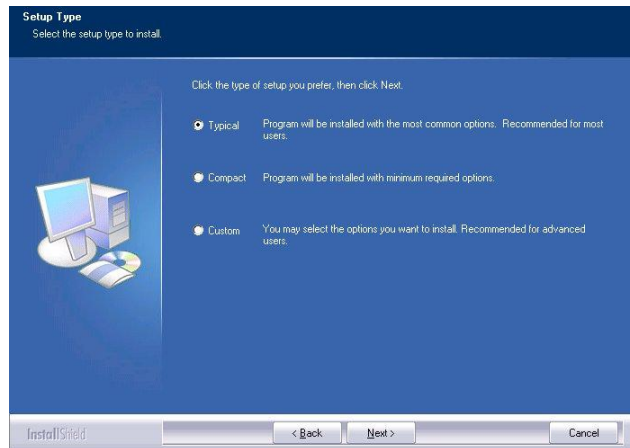 Setup Type
Select the setup type to install.
Click the type of setup you prefer, then click Next.
Typical Program will be installed with the most common options. Recommended for most
users.
Compact Program will be installed with minimum required options.
Custom You may select the options you want to install. Recommended for advanced
users.
InstallShield < Back Next > Cancel